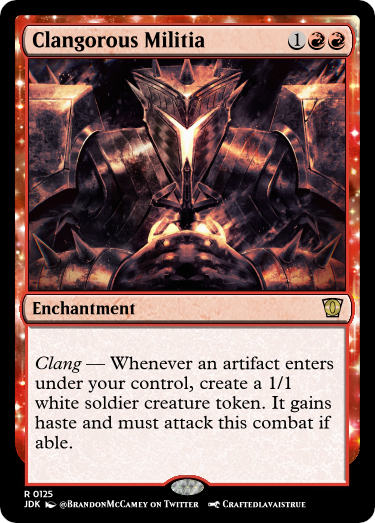 Clangorous Militia 1
Enchantment
Clang — Whenever an artifact enters
under your control, create a 1/1
white soldier creature token. It gains
haste and must attack this combat if
able.
R 0125
JDK @BrandonMcCamey on Twitter Craftedlavaistrue